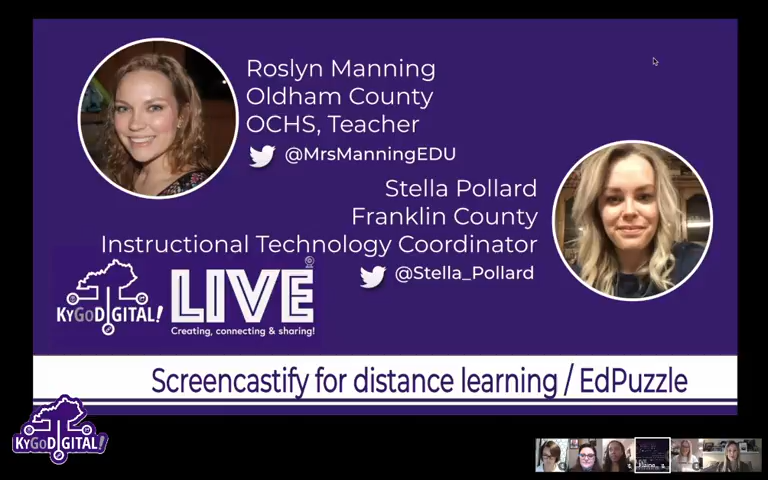 Roslyn Manning
Oldham County
OCHS, Teacher
@MrsManningEDU
Stella Pollard
Franklin County
Instructional Technology Coordinator
@Stella_Pollard
KYGODIGITAL!
LIVE
Creating, connecting & sharing!
Screencastify for distance learning / EdPuzzle
KYGODIGITAL!